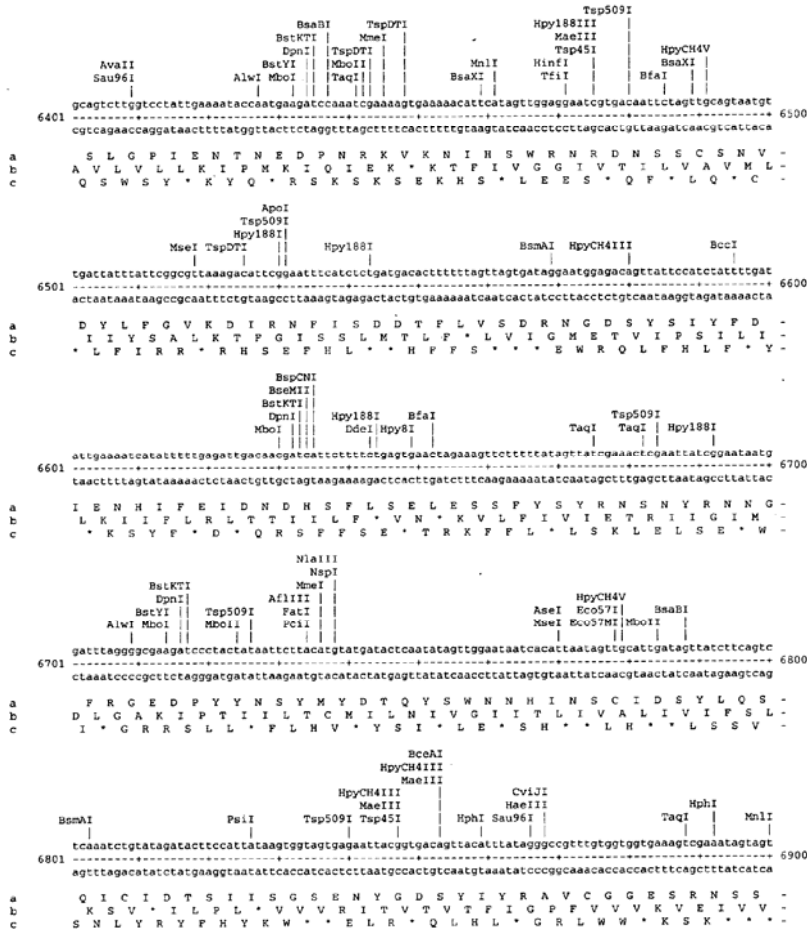 Tsp509I
BsaBI TspDTI Hpy188III
BstKTI MmeI MaeIII
DpnI TspDTI Tsp45I HpyCH4V
AvaII BstYI MboII MnlI HinfI BsaXI
Sau96I AlwI MboI TaqI BsaXI TfiI BfaI
gcagtcttggtcctattgaaaataccaatgaagatccaaatcgaaaagtgaaaaacattcatagttggaggaatcgtgacaattctagttgcagtaatgt
6401 6500
cgtcagaaccaggataacttttatggttacttctaggtttagcttttcactttttgtaagtatcaacctccttagcactgttaagatcaacgtcattaca
a S L G P I E N T N E D P N R K V K N I H S W R N R D N S S C S N V -
b A V L V L L K I P M K I Q I E K * K T F I V G G I V T I L V A V M L -
c Q S W S Y * K Y Q * R S K S K S E K H S * L E E S * Q F * L Q * C -
ApoI
Tsp509I
Hpy188I
MseI TspDTI Hpy188I BsmAI HpyCH4III BccI
tgattatttattcggcgttaaagacattcggaatttcatctctgatgacacttttttagttagtgataggaatggagacagttattccatctattttgat
6501 6600
actaataaataagccgcaatttctgtaagccttaaagtagagactactgtgaaaaaatcaatcactatccttacctctgtcaataaggtagataaaacta
a D Y L F G V K D I R N F I S D D T F L V S D R N G D S Y S I Y F D -
b I I Y S A L K T F G I S S L M T L F * L V I G M E T V I P S I L I -
c * L F I R R * R H S E F H L * * H F F S * * * E W R Q L F H L F * Y -
BspCNI
BseMII
BstKTI
DpnI Hpy188I BfaI Tsp509I
MboI DdeI Hpy8I TaqI TaqI Hpy188I
attgaaaatcatatttttgagattgacaacgatcattctttTctgagtgaactagaaagttctttttatagttatcgaaactcgaattatcggaataatg
6601 6700
taacttttagtataaaaactctaactgttgctagtaagaaaagactcacttgatctttcaagaaaaatatcaatagctttgagcttaatagccttattac
a I E N H I F E I D N D H S F L S E L E S S F Y S Y R N S N Y R N N G -
b L K I I F L R L T T I I L F * V N * K V L F I V I E T R I I G I M -
c * K S Y F * D * Q R S F F S E * T R K F F L * L S K L E L S E * W -
NlaIII
NspI
BstKTI MmeI
DpnI AflIII HpyCH4V
BstYI Tsp509I FatI AseI Eco57I BsaBI
AlwI MboI MboII PciI MseI Eco57MI MboII
gatttaggggcgaagatccctactataattcttacatgtatgatactcaatatagttggaataatcacattaatagttgcattgatagttatcttcagtc
6701 6800
ctaaatccccgcttctagggatgatattaagaatgtacatactatgagttatatcaaccttattagtgtaattatcaacgtaactatcaatagaagtcag
a F R G E D P Y Y N S Y M Y D T Q Y S W N N H I N S C I D S Y L Q S -
b D L G A K I P T I I L T C M I L N I V G I I T L I V A L I V I F S L -
c I * G R R S L L * F L H V * Y S I * L E * S H * * L H * * L S S V -
BceAI
HpyCH4III
HpyCH4III MaeIII CviJI
MaeIII HaeIII HphI
BsmAI PsiI Tsp509I Tsp45I HphI Sau96I TaqI MnlI
tcaaatctgtatagatacttccattataagtggtagtgagaattacggtgacagttacatttatagggccgtttgtggtggtgaaagtcgaaatagtagt
6801 6900
agtttagacatatctatgaaggtaatattcaccatcactcttaatgccactgtcaatgtaaatatcccggcaaacaccaccactttcagctttatcatca
a Q I C I D T S I I S G S E N Y G D S Y I Y R A V C G G E S R N S S -
b K S V * I L P L * V V V R I T V T V T F I G P F V V V K V E I V V -
c S N L Y R Y F H Y K W * * E L R * Q L H L * G R L W W * K S K * * * -